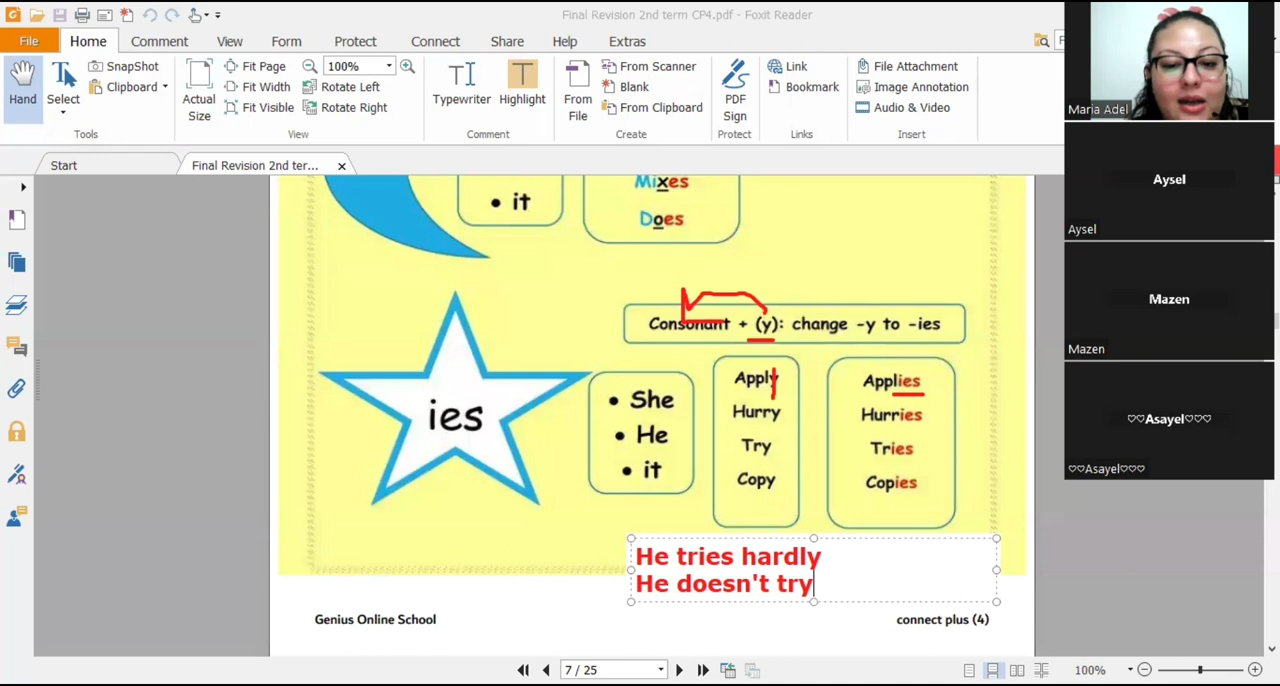 Final Revision 2nd term CP4.pdf - Foxit Reader
File
Home
Comment
View
Form
Protect
Connect
Share
Help
Extras
Hand
Select
SnapShot
Clipboard
Tools
Actual Size
Fit Page
Fit Width
Fit Visible
100%
Rotate Left
Rotate Right
View
Typewriter
Highlight
Comment
From File
From Scanner
Blank
From Clipboard
Create
PDF Sign
Protect
Link
Bookmark
Links
File Attachment
Image Annotation
Audio & Video
Insert
Start
Final Revision 2nd ter...
• it
Mixes
Does
Consonant + (y): change -y to -ies
ies
• She
• He
• it
Apply
Hurry
Try
Copy
Applies
Hurries
Tries
Copies
He tries hardly
He doesn't try
Genius Online School
connect plus (4)
7 / 25
100%
Maria Adel
Aysel
Aysel
Mazen
Mazen
♡♡Asayel♡♡♡
♡♡Asayel♡♡♡